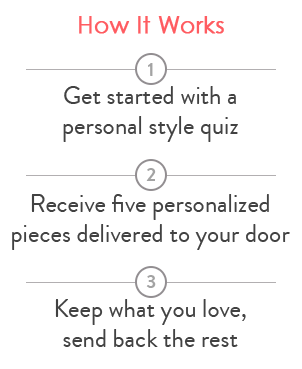 How It Works
1
Get started with a
personal style quiz
2
Receive five personalized
pieces delivered to your door
3
Keep what you love,
send back the rest